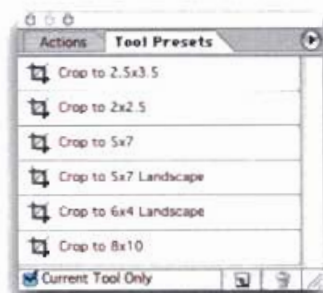 Actions Tool Presets
Crop to 2.5x3.5
Crop to 2x2.5
Crop to 5x7
Crop to 5x7 Landscape
Crop to 6x4 Landscape
Crop to 8x10
Current Tool Only